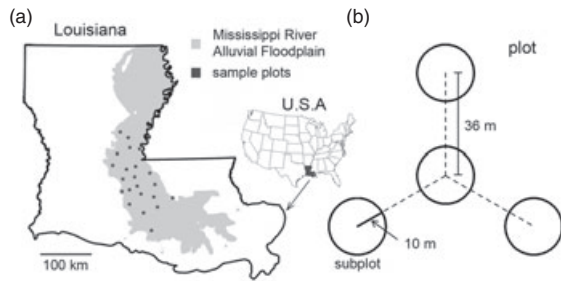 (a)
Louisiana
Mississippi River
Alluvial Floodplain
sample plots
U.S.A
100 km
(b)
plot
36 m
10 m
subplot